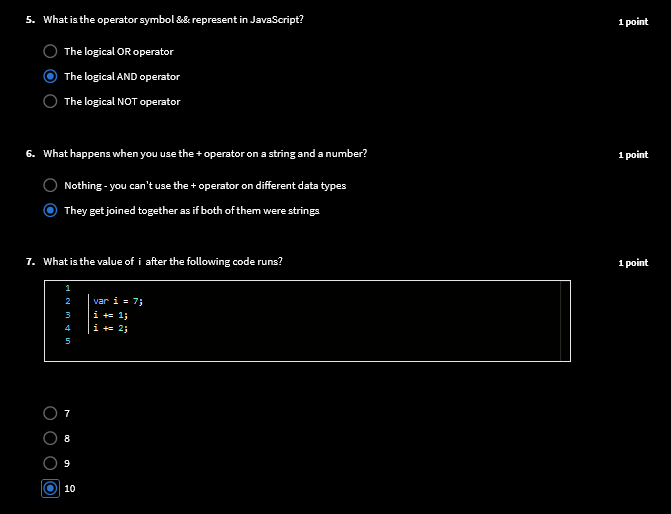 5. What is the operator symbol && represent in JavaScript?
1 point
The logical OR operator
The logical AND operator
The logical NOT operator
6. What happens when you use the + operator on a string and a number?
1 point
Nothing - you can't use the + operator on different data types
They get joined together as if both of them were strings
7. What is the value of i after the following code runs?
1 point
1
2 var i = 7;
3 i += 1;
4 i += 2;
5
7
8
9
10